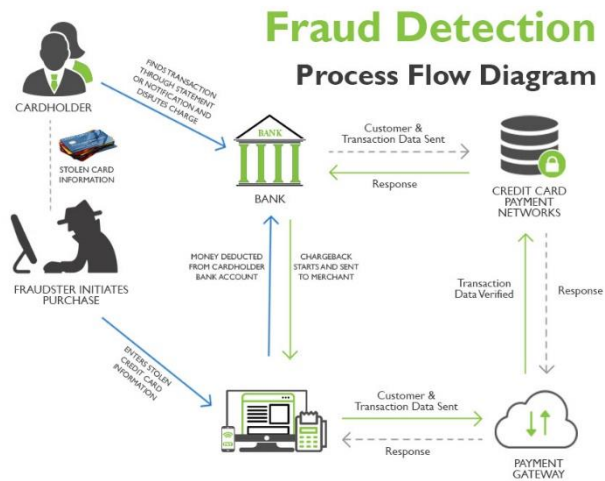 Fraud Detection
Process Flow Diagram
CARDHOLDER
FINDS TRANSACTION
THROUGH STATEMENT
OR NOTIFICATION AND
DISPUTES CHARGE
STOLEN CARD
INFORMATION
BANK
BANK
Customer &
Transaction Data Sent
Response
CREDIT CARD
PAYMENT
NETWORKS
FRAUDSTER INITIATES
PURCHASE
MONEY DEDUCTED
FROM CARDHOLDER
BANK ACCOUNT
CHARGEBACK
STARTS AND SENT
TO MERCHANT
Transaction
Data Verified
Response
ENTERS STOLEN
CREDIT CARD
INFORMATION
Customer &
Transaction Data Sent
Response
PAYMENT
GATEWAY